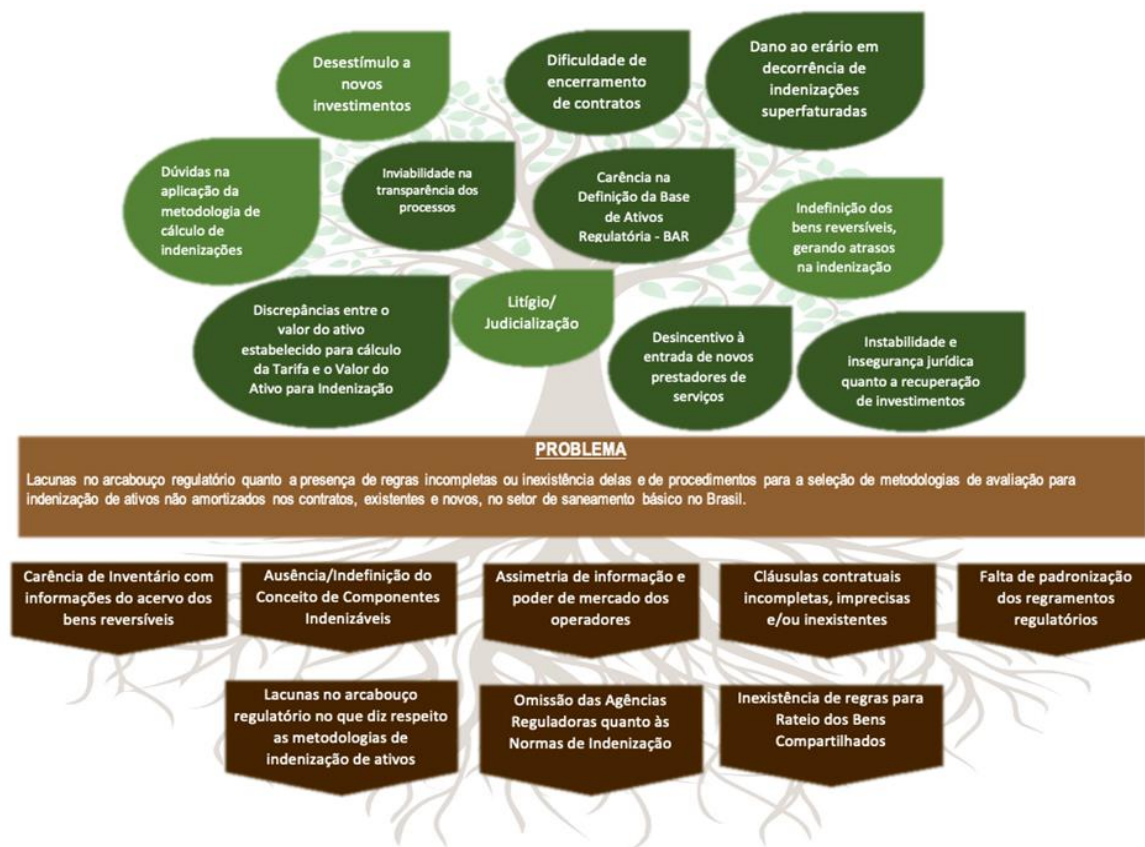 Desestímulo a
novos
investimentos
Dificuldade de
encerramento
de contratos
Dano ao erário em
decorrência de
indenizações
superfaturadas
Dúvidas na
aplicação da
metodologia de
cálculo de
indenizações
Inviabilidade na
transparência dos
processos
Carência na
Definição da Base
de Ativos
Regulatória - BAR
Indefinição dos
bens reversíveis,
gerando atrasos
na indenização
Discrepâncias entre o
valor do ativo
estabelecido para cálculo
da Tarifa e o Valor do
Ativo para Indenização
Litígio/
Judicialização
Desincentivo à
entrada de novos
prestadores de
serviços
Instabilidade e
insegurança jurídica
quanto a recuperação
de investimentos
PROBLEMA
Lacunas no arcabouço regulatório quanto a presença de regras incompletas ou inexistência delas e de procedimentos para a seleção de metodologias de avaliação para
indenização de ativos não amortizados nos contratos, existentes e novos, no setor de saneamento básico no Brasil.
Carência de Inventário com
informações do acervo dos
bens reversíveis
Ausência/Indefinição do
Conceito de Componentes
Indenizáveis
Assimetria de informação e
poder de mercado dos
operadores
Cláusulas contratuais
incompletas, imprecisas
e/ou inexistentes
Falta de padronização
dos regramentos
regulatórios
Lacunas no arcabouço
regulatório no que diz respeito
as metodologias de
indenização de ativos
Omissão das Agências
Reguladoras quanto às
Normas de Indenização
Inexistência de regras para
Rateio dos Bens
Compartilhados